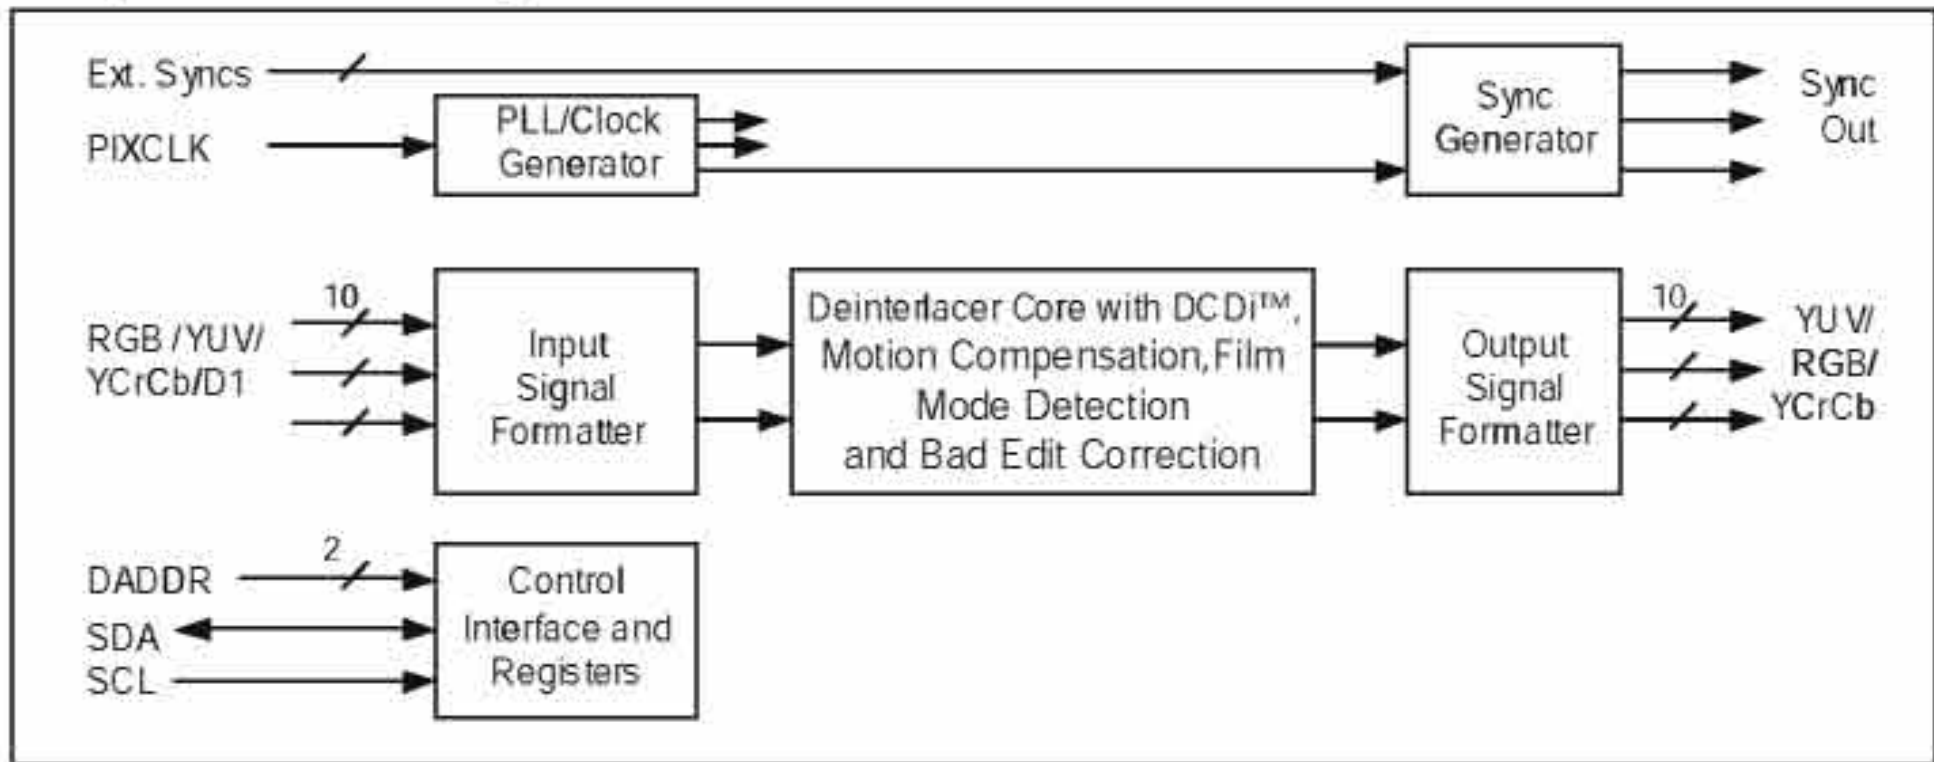 Ext. Syncs
PIXCLK
PLL/Clock
Generator
Sync
Generator
Sync
Out
10
RGB/YUV/
YCrCb/D1
Input
Signal
Formatter
Deinterlacer Core with DCDi™,
Motion Compensation, Film
Mode Detection
and Bad Edit Correction
Output
Signal
Formatter
10
YUV/
RGB/
YCrCb
2
DADDR
SDA
SCL
Control
Interface and
Registers